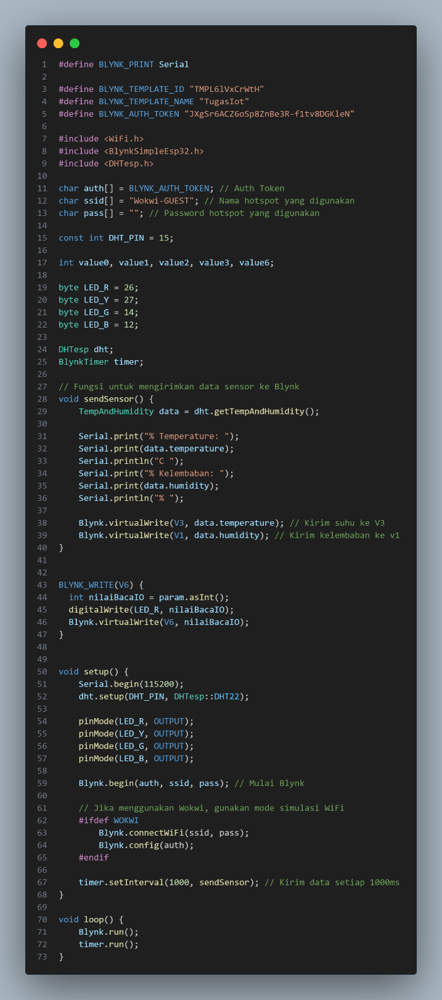 1 #define BLYNK_PRINT Serial
2
3 #define BLYNK_TEMPLATE_ID "TMPL6lVxCrWtH"
4 #define BLYNK_TEMPLATE_NAME "TugasIot"
5 #define BLYNK_AUTH_TOKEN "JXgSr6ACZ6oSp8ZnBe3R-f1tv8DGKleN"
6
7 #include <WiFi.h>
8 #include <BlynkSimpleEsp32.h>
9 #include <DHTesp.h>
10
11 char auth[] = BLYNK_AUTH_TOKEN; // Auth Token
12 char ssid[] = "Wokwi-GUEST"; // Nama hotspot yang digunakan
13 char pass[] = ""; // Password hotspot yang digunakan
14
15 const int DHT_PIN = 15;
16
17 int value0, value1, value2, value3, value6;
18
19 byte LED_R = 26;
20 byte LED_Y = 27;
21 byte LED_G = 14;
22 byte LED_B = 12;
23
24 DHTesp dht;
25 BlynkTimer timer;
26
27 // Fungsi untuk mengirimkan data sensor ke Blynk
28 void sendSensor() {
29     TempAndHumidity data = dht.getTempAndHumidity();
30
31     Serial.print("% Temperature: ");
32     Serial.print(data.temperature);
33     Serial.println("C ");
34     Serial.print("% Kelembaban: ");
35     Serial.print(data.humidity);
36     Serial.println("% ");
37
38     Blynk.virtualWrite(V3, data.temperature); // Kirim suhu ke V3
39     Blynk.virtualWrite(V1, data.humidity); // Kirim kelembaban ke v1
40 }
41
42
43 BLYNK_WRITE(V6) {
44   int nilaiBacaIO = param.asInt();
45   digitalWrite(LED_R, nilaiBacaIO);
46   Blynk.virtualWrite(V6, nilaiBacaIO);
47 }
48
49
50 void setup() {
51     Serial.begin(115200);
52     dht.setup(DHT_PIN, DHTesp::DHT22);
53
54     pinMode(LED_R, OUTPUT);
55     pinMode(LED_Y, OUTPUT);
56     pinMode(LED_G, OUTPUT);
57     pinMode(LED_B, OUTPUT);
58
59     Blynk.begin(auth, ssid, pass); // Mulai Blynk
60
61     // Jika menggunakan Wokwi, gunakan mode simulasi WiFi
62     #ifdef WOKWI
63         Blynk.connectWiFi(ssid, pass);
64         Blynk.config(auth);
65     #endif
66
67     timer.setInterval(1000, sendSensor); // Kirim data setiap 1000ms
68 }
69
70 void loop() {
71     Blynk.run();
72     timer.run();
73 }